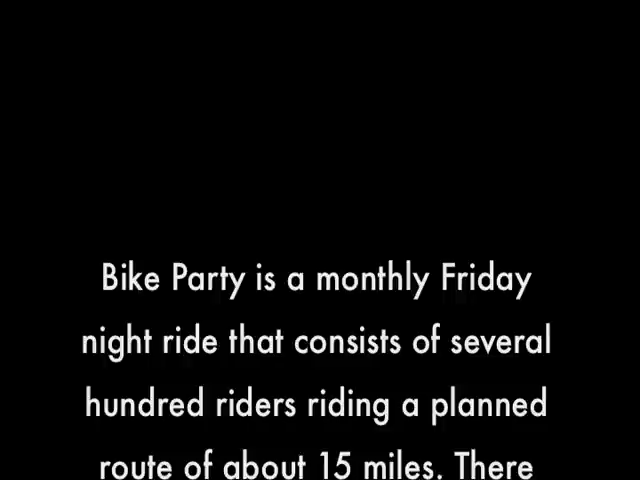 Bike Party is a monthly Friday
night ride that consists of several
hundred riders riding a planned
route of about 15 miles. There